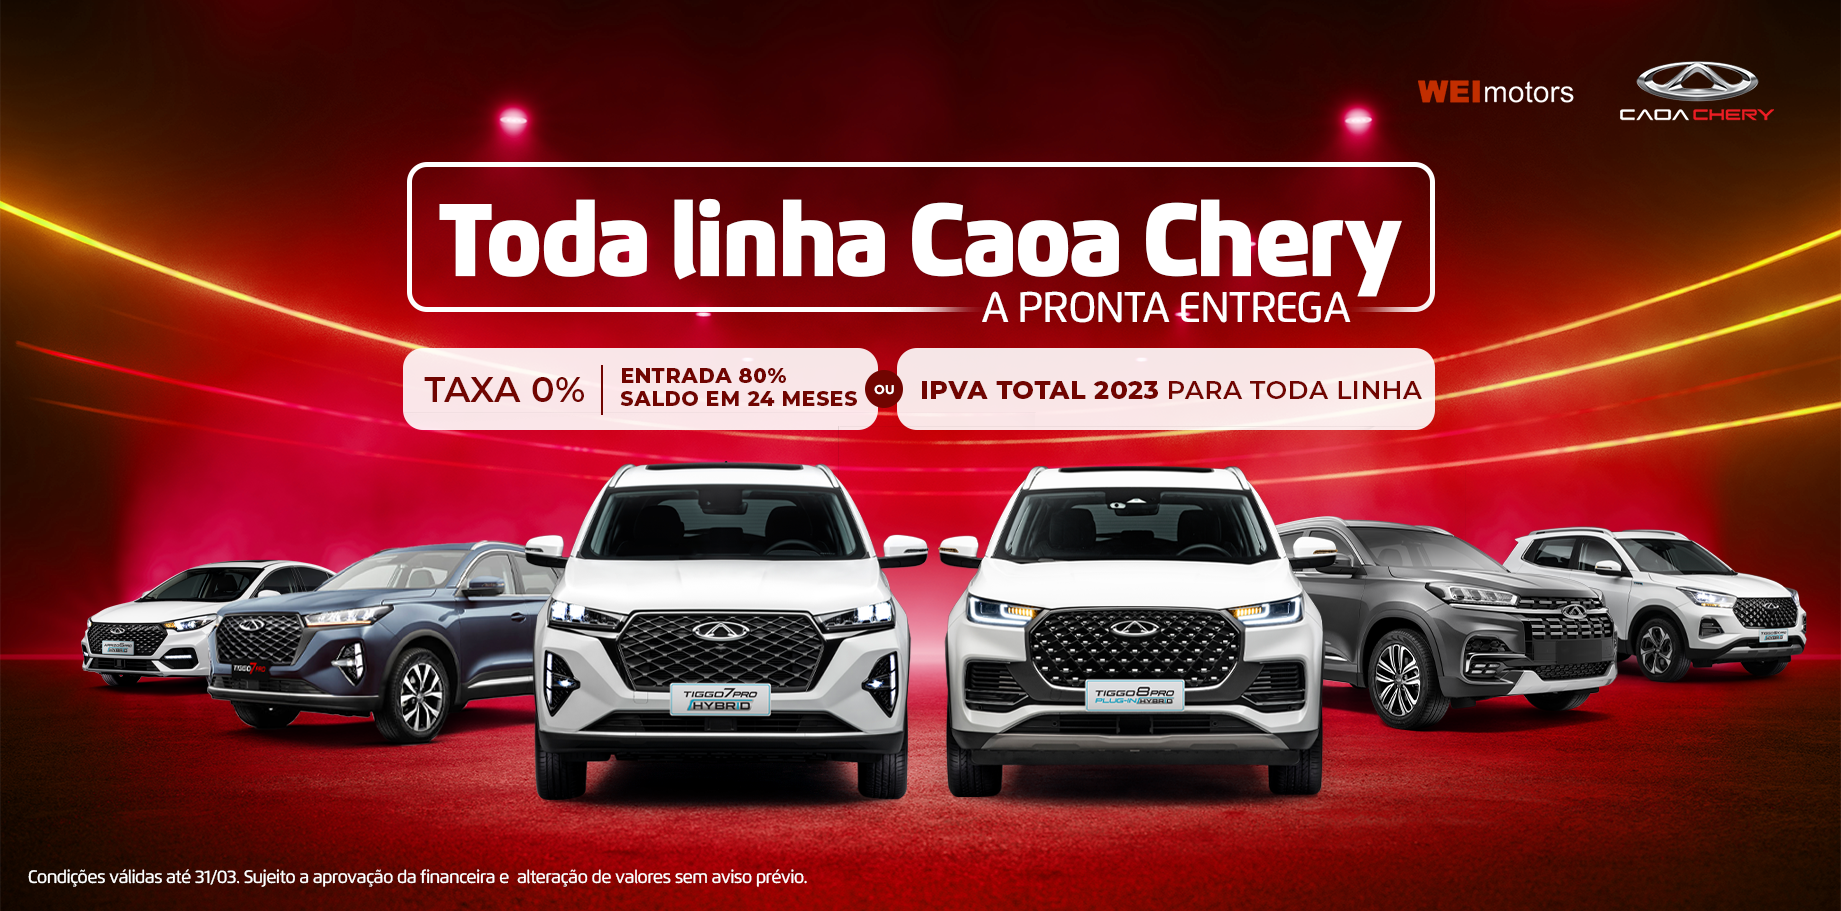 WEImotors
CAOA CHERY
Toda linha Caoa Chery
A PRONTA ENTREGA
TAXA 0%
ENTRADA 80%
SALDO EM 24 MESES
OU
IPVA TOTAL 2023 PARA TODA LINHA
TIGGO7PRO
TIGGO7PRO
HYBRID
TIGGO8PRO
PLUG-IN HYBRID
Condições válidas até 31/03. Sujeito a aprovação da financeira e alteração de valores sem aviso prévio.